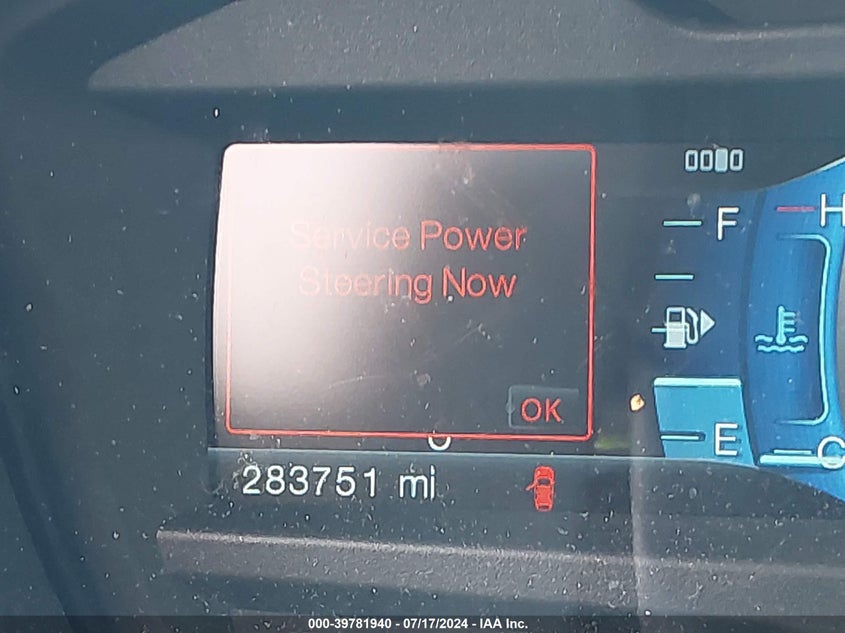 Service Power
Steering Now
OK
F
H
E
C
283751 mi
000-39781940 - 07/17/2024 - IAA Inc.